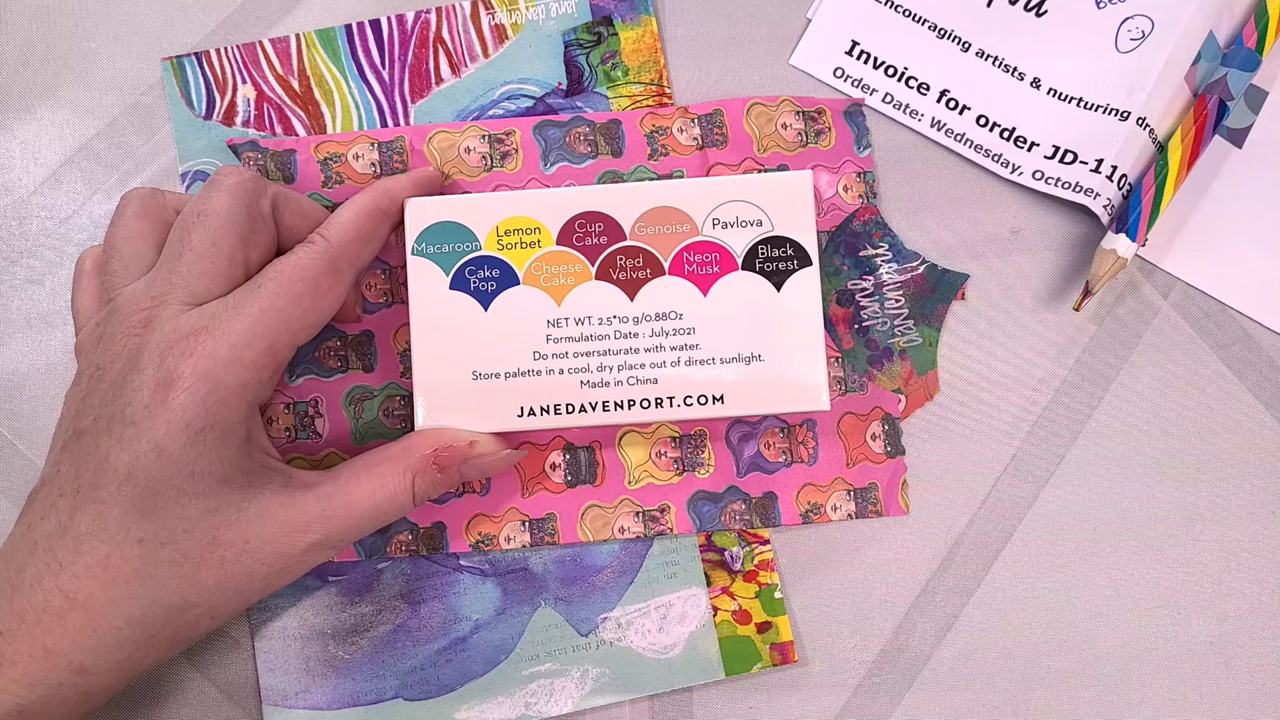 jane davenport
Encouraging artists & nurturing dream
Invoice for order JD-1103
Order Date: Wednesday, October 25
Macaroon
Lemon
Sorbet
Cup
Cake
Genoise
Pavlova
Cake
Pop
Cheese
Cake
Red
Velvet
Neon
Musk
Black
Forest
NET WT. 2.5*10 g/0.88Oz
Formulation Date : July.2021
Do not oversaturate with water.
Store palette in a cool, dry place out of direct sunlight.
Made in China
JANEDAVENPORT.COM
jane
davenport